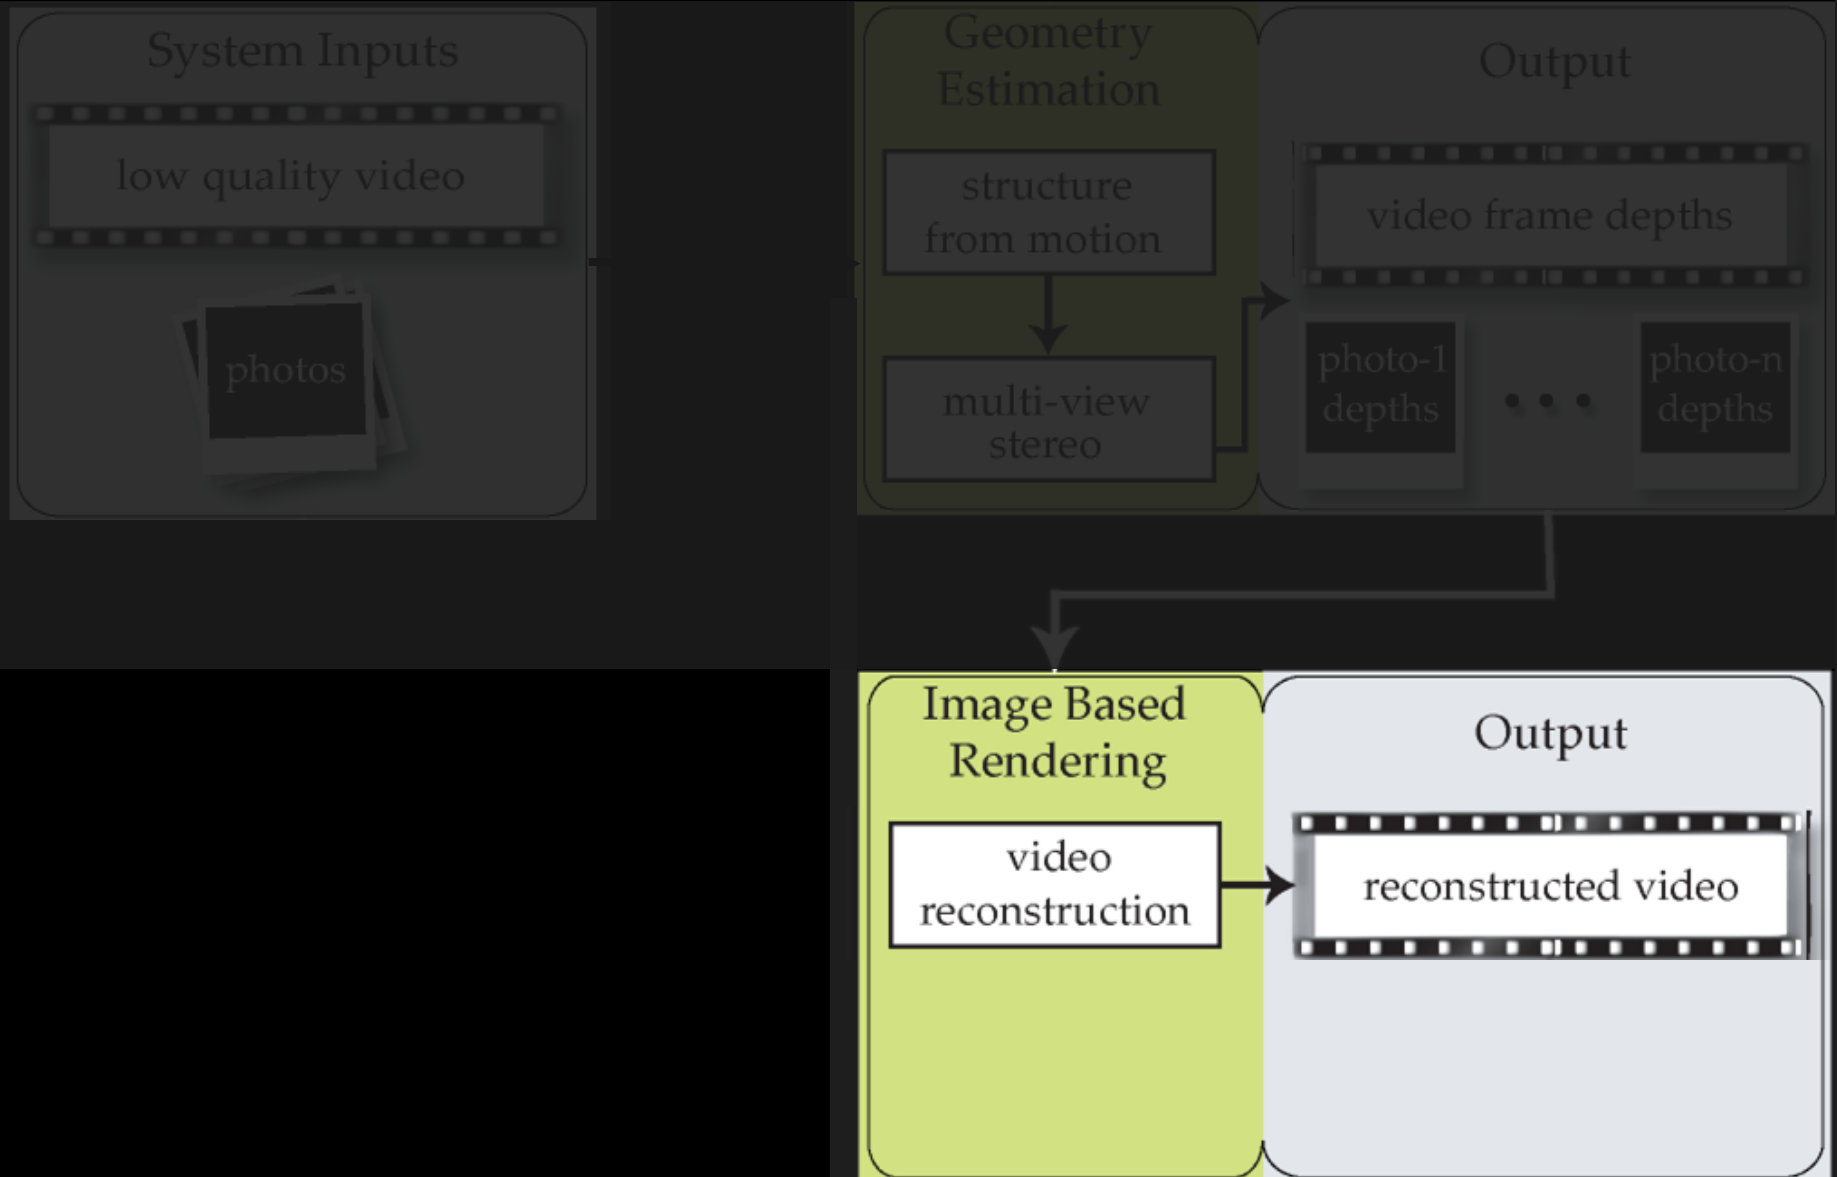 System Inputs
low quality video
photos
Geometry
Estimation
structure
from motion
multi-view
stereo
Output
video frame depths
photo-1
depths
photo-n
depths
Image Based
Rendering
video
reconstruction
Output
reconstructed video